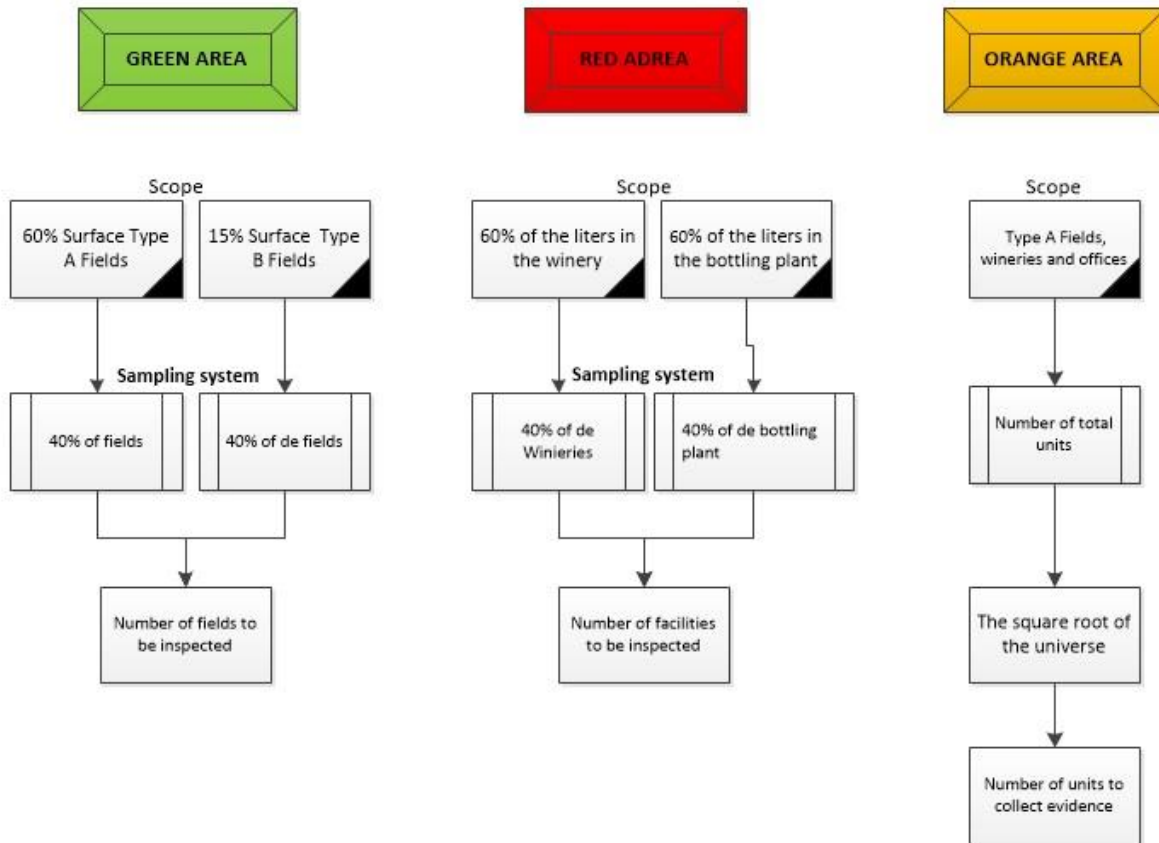 GREEN AREA
RED ADREA
ORANGE AREA
Scope
60% Surface Type
A Fields
15% Surface Type
B Fields
Sampling system
40% of fields
40% of de fields
Number of fields to
be inspected
Scope
60% of the liters in
the winery
60% of the liters in
the bottling plant
Sampling system
40% of de
Winieries
40% of de bottling
plant
Number of facilities
to be inspected
Scope
Type A Fields,
wineries and offices
Number of total
units
The square root of
the universe
Number of units to
collect evidence